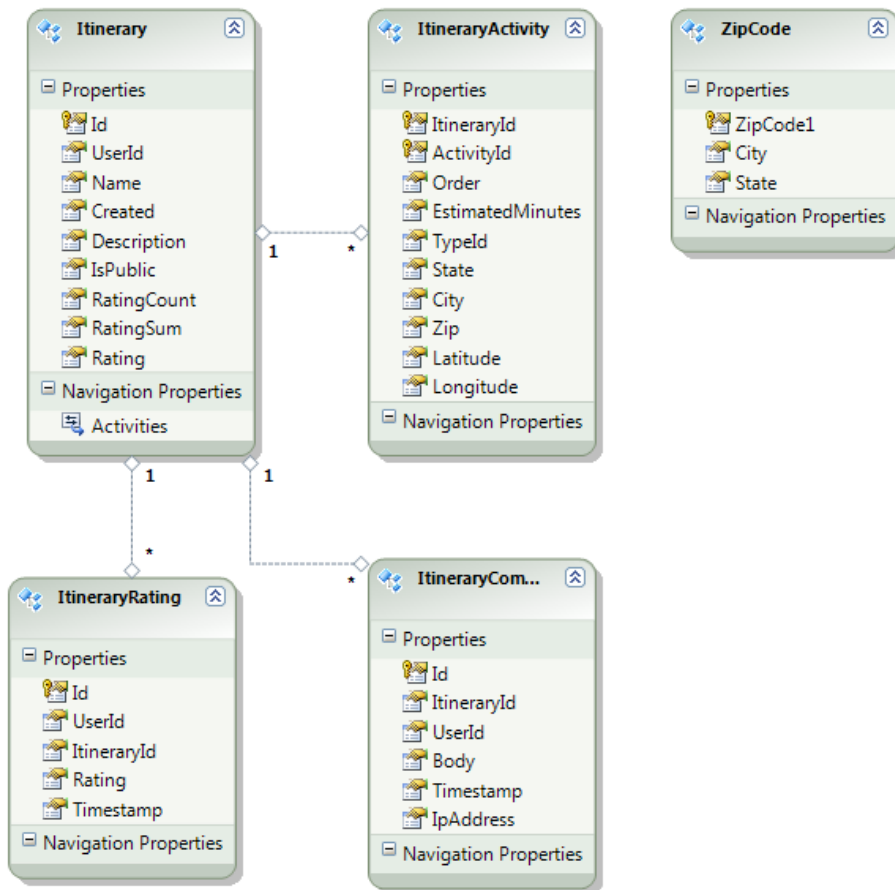 Itinerary
Properties
Id
UserId
Name
Created
Description
IsPublic
RatingCount
RatingSum
Rating
Navigation Properties
Activities
1
*
ItineraryActivity
Properties
ItineraryId
ActivityId
Order
EstimatedMinutes
TypeId
State
City
Zip
Latitude
Longitude
Navigation Properties
ZipCode
Properties
ZipCode1
City
State
Navigation Properties
1
*
1
*
ItineraryRating
Properties
Id
UserId
ItineraryId
Rating
Timestamp
Navigation Properties
ItineraryCom...
Properties
Id
ItineraryId
UserId
Body
Timestamp
IpAddress
Navigation Properties